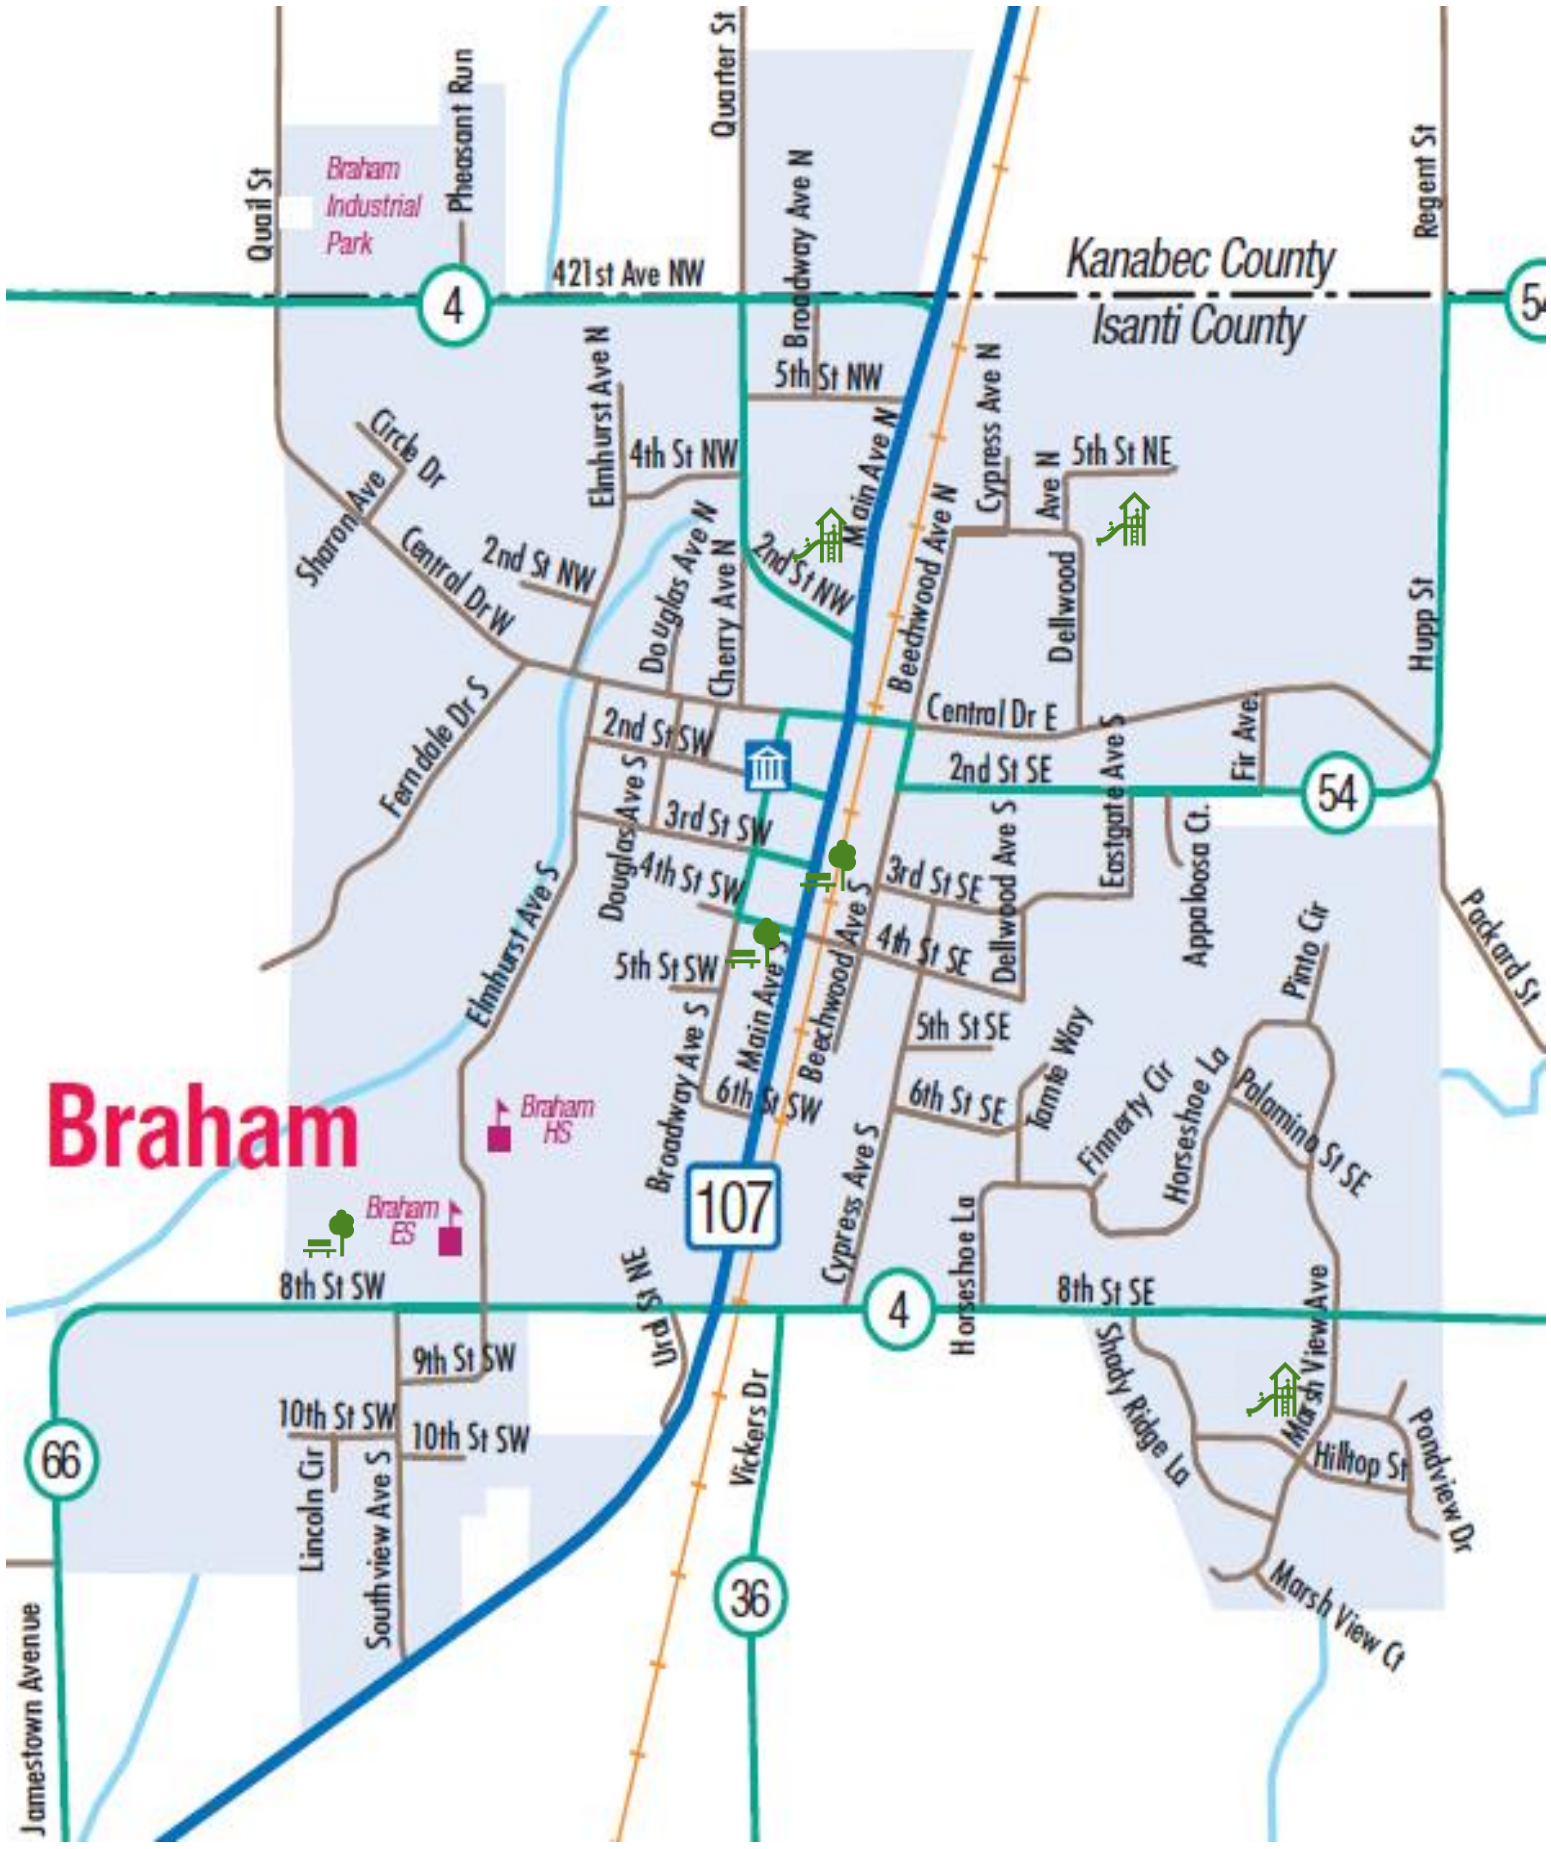 Quarter St
Pheasant Run
Quail St
Braham
Industrial
Park
Broadway Ave N
Regent St
Kanabec County
421st Ave NW
4
54
Isanti County
Elmhurst Ave N
5th St NW
Cypress Ave N
Circle Dr
4th St NW
Main Ave N
Ave N
5th St NE
Sharon Ave
Central Dr W
2nd St NW
Douglas Ave N
Cherry Ave N
2nd St NW
Beechwood Ave N
Dellwood
Hupp St
Ferndale Dr S
2nd St SW
Central Dr E
Eastgate Ave S
Fir Ave.
2nd St SE
54
Douglas Ave S
3rd St SW
Dellwood Ave S
Appaloosa Ct.
4th St SW
3rd St SE
Elmhurst Ave S
4th St SE
Pinto Cir
Packard St
5th St SW
Main Ave S
Beechwood Ave S
5th St SE
Broadway Ave S
6th St SW
6th St SE
Tamte Way
Finnerty Cir
Horseshoe La
Palamino St SE
Braham
Braham
HS
Braham
ES
107
Cypress Ave S
Horseshoe La
8th St SW
Ural St NE
4
8th St SE
Marsh View Ave
9th St SW
Shady Ridge La
Vickers Dr
10th St SW
10th St SW
66
Hilltop St
Pondview Dr
Lincoln Cir
Southview Ave S
36
Marsh View Ct
Jamestown Avenue